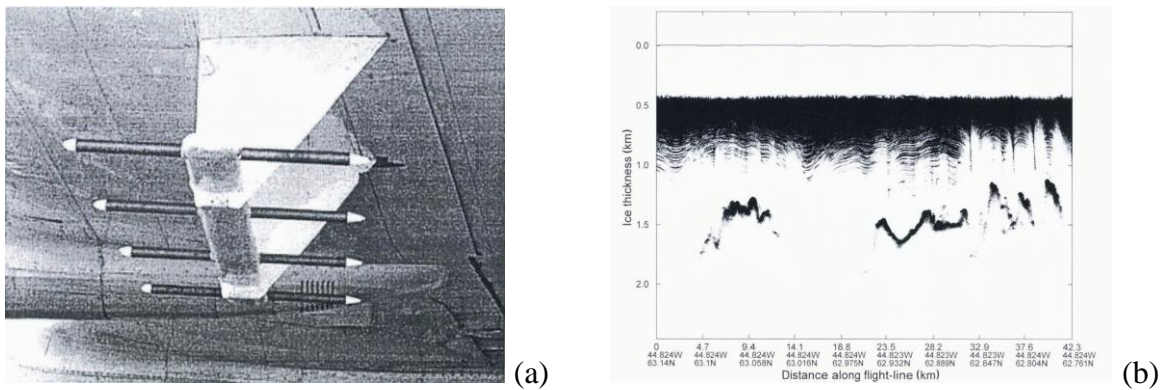 0.0
0.5
1.0
1.5
2.0
Ice thickness (km)
0 4.7 9.4 14.1 18.8 23.5 28.2 32.9 37.6 42.3
44.824W 44.824W 44.824W 44.824W 44.824W 44.823W 44.823W 44.823W 44.824W 44.824W
63.14N 63.1N 63.058N 63.016N 62.975N 62.932N 62.889N 62.847N 62.804N 62.761N
Distance along flight-line (km)
(a)
(b)